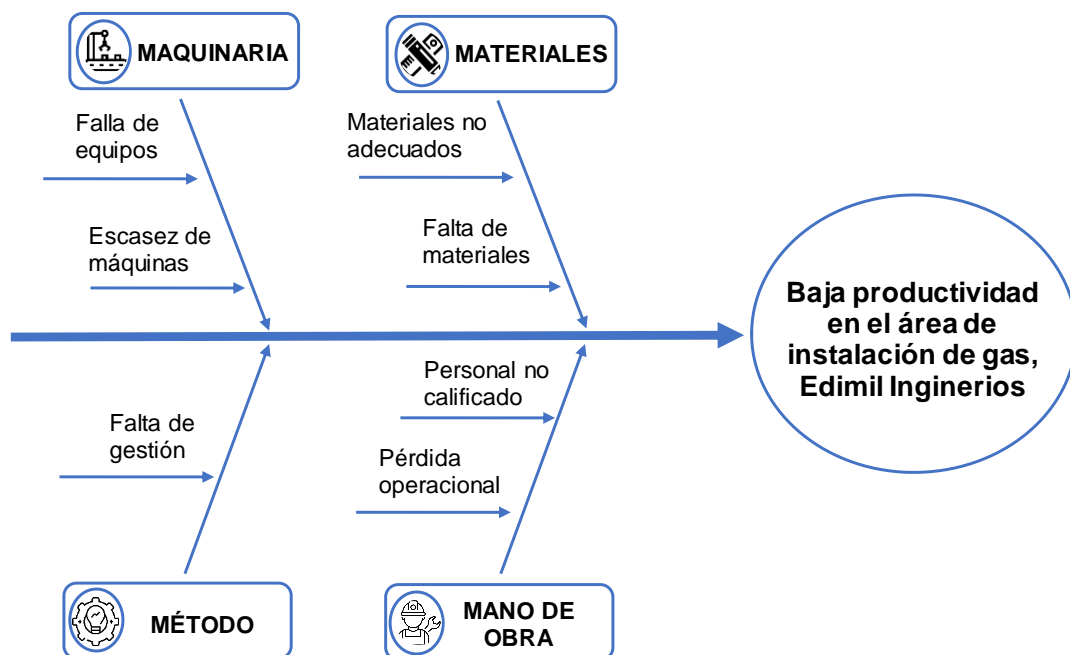 MAQUINARIA
MATERIALES
Falla de
equipos
Materiales no
adecuados
Escasez de
máquinas
Falta de
materiales
Baja productividad
en el área de
instalación de gas,
Edimil Inginerios
Personal no
calificado
Falta de
gestión
Pérdida
operacional
MÉTODO
MANO DE
OBRA